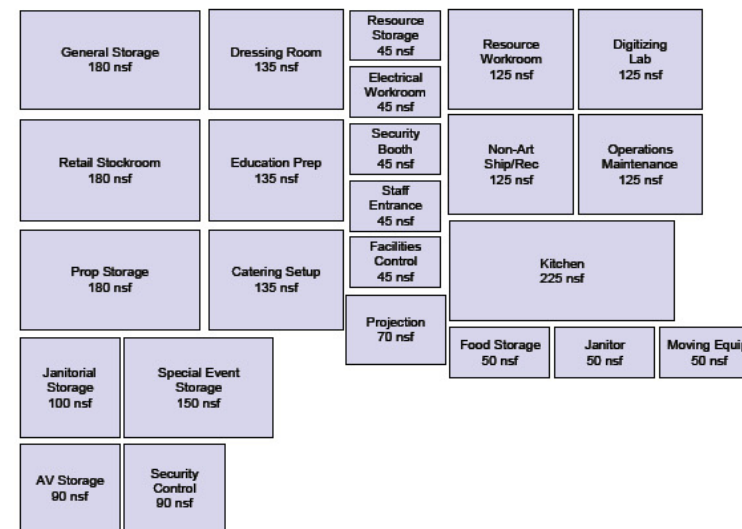 General Storage
180 nsf
Dressing Room
135 nsf
Resource
Storage
45 nsf
Resource
Workroom
125 nsf
Digitizing
Lab
125 nsf
Electrical
Workroom
45 nsf
Retail Stockroom
180 nsf
Education Prep
135 nsf
Security
Booth
45 nsf
Non-Art
Ship/Rec
125 nsf
Operations
Maintenance
125 nsf
Staff
Entrance
45 nsf
Prop Storage
180 nsf
Catering Setup
135 nsf
Facilities
Control
45 nsf
Kitchen
225 nsf
Projection
70 nsf
Food Storage
50 nsf
Janitor
50 nsf
Moving Equip
50 nsf
Janitorial
Storage
100 nsf
Special Event
Storage
150 nsf
AV Storage
90 nsf
Security
Control
90 nsf